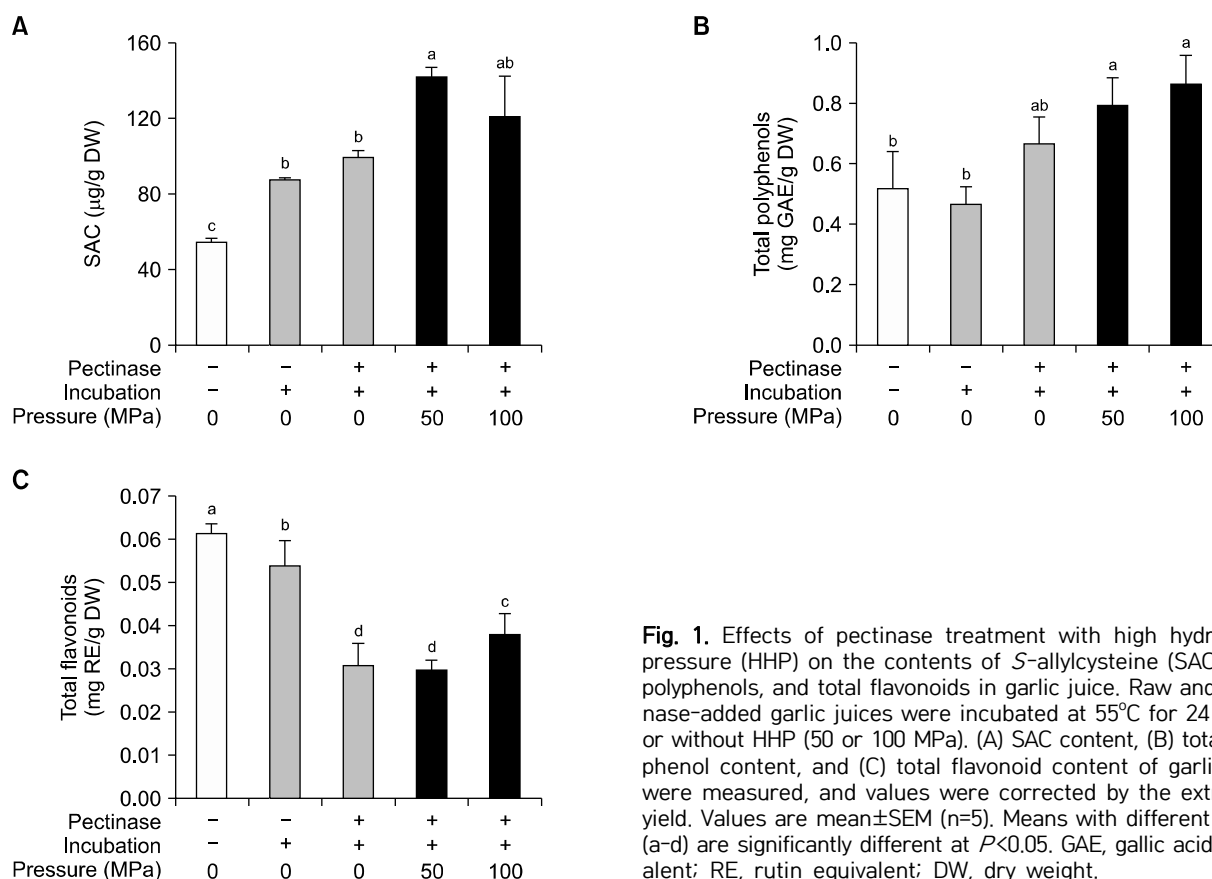 A
160
120
80
40
0
SAC (µg/g DW)
c
b
b
a
ab
Pectinase − − + + +
Incubation − + + + +
Pressure (MPa) 0 0 0 50 100
B
1.0
0.8
0.6
0.4
0.2
0.0
Total polyphenols
(mg GAE/g DW)
b
b
ab
a
a
Pectinase − − + + +
Incubation − + + + +
Pressure (MPa) 0 0 0 50 100
C
0.07
0.06
0.05
0.04
0.03
0.02
0.01
0.00
Total flavonoids
(mg RE/g DW)
a
b
d
d
c
Pectinase − − + + +
Incubation − + + + +
Pressure (MPa) 0 0 0 50 100
Fig. 1. Effects of pectinase treatment with high hydr
pressure (HHP) on the contents of S-allylcysteine (SAC
polyphenols, and total flavonoids in garlic juice. Raw and
nase-added garlic juices were incubated at 55°C for 24
or without HHP (50 or 100 MPa). (A) SAC content, (B) tota
phenol content, and (C) total flavonoid content of garli
were measured, and values were corrected by the ext
yield. Values are mean±SEM (n=5). Means with different
(a-d) are significantly different at P<0.05. GAE, gallic acid
alent; RE, rutin equivalent; DW, dry weight.